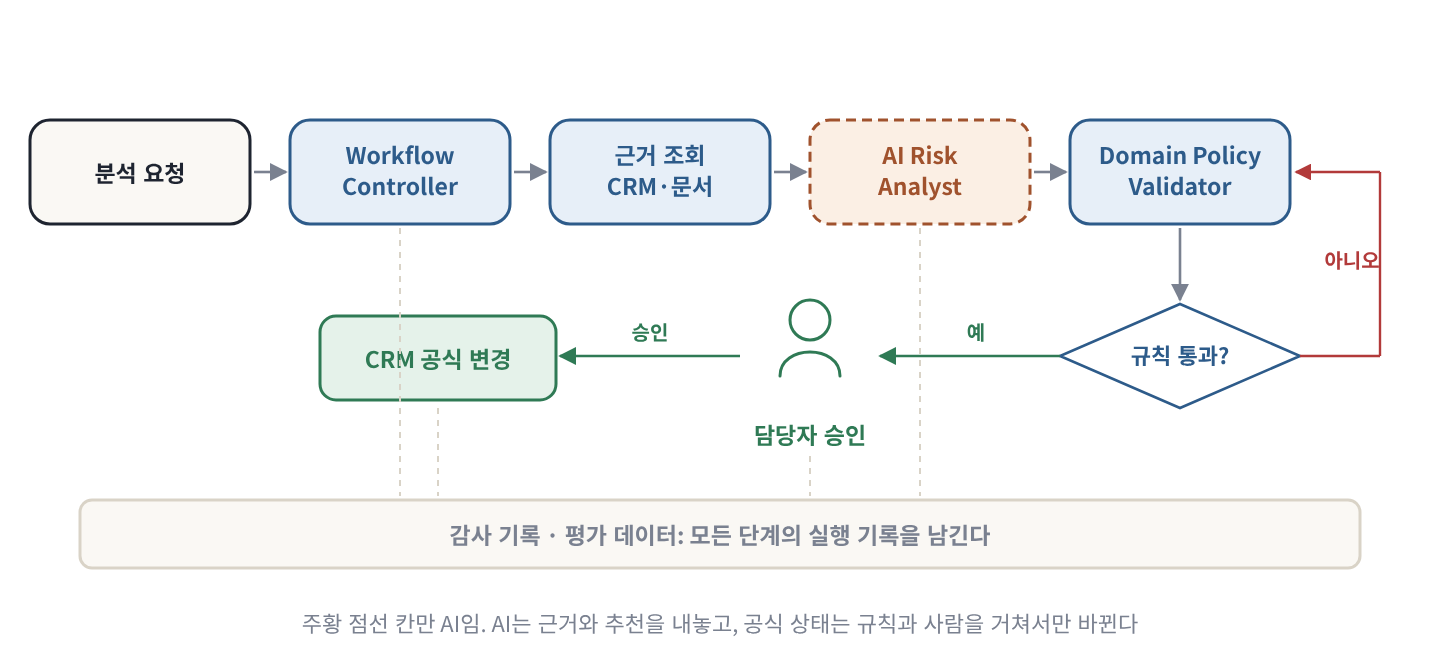 분석 요청
Workflow
Controller
근거 조회
CRM·문서
AI Risk
Analyst
Domain Policy
Validator
아니오
규칙 통과?
예
승인
CRM 공식 변경
담당자 승인
감사 기록 · 평가 데이터: 모든 단계의 실행 기록을 남긴다
주황 점선 칸만 AI임. AI는 근거와 추천을 내놓고, 공식 상태는 규칙과 사람을 거쳐서만 바뀐다